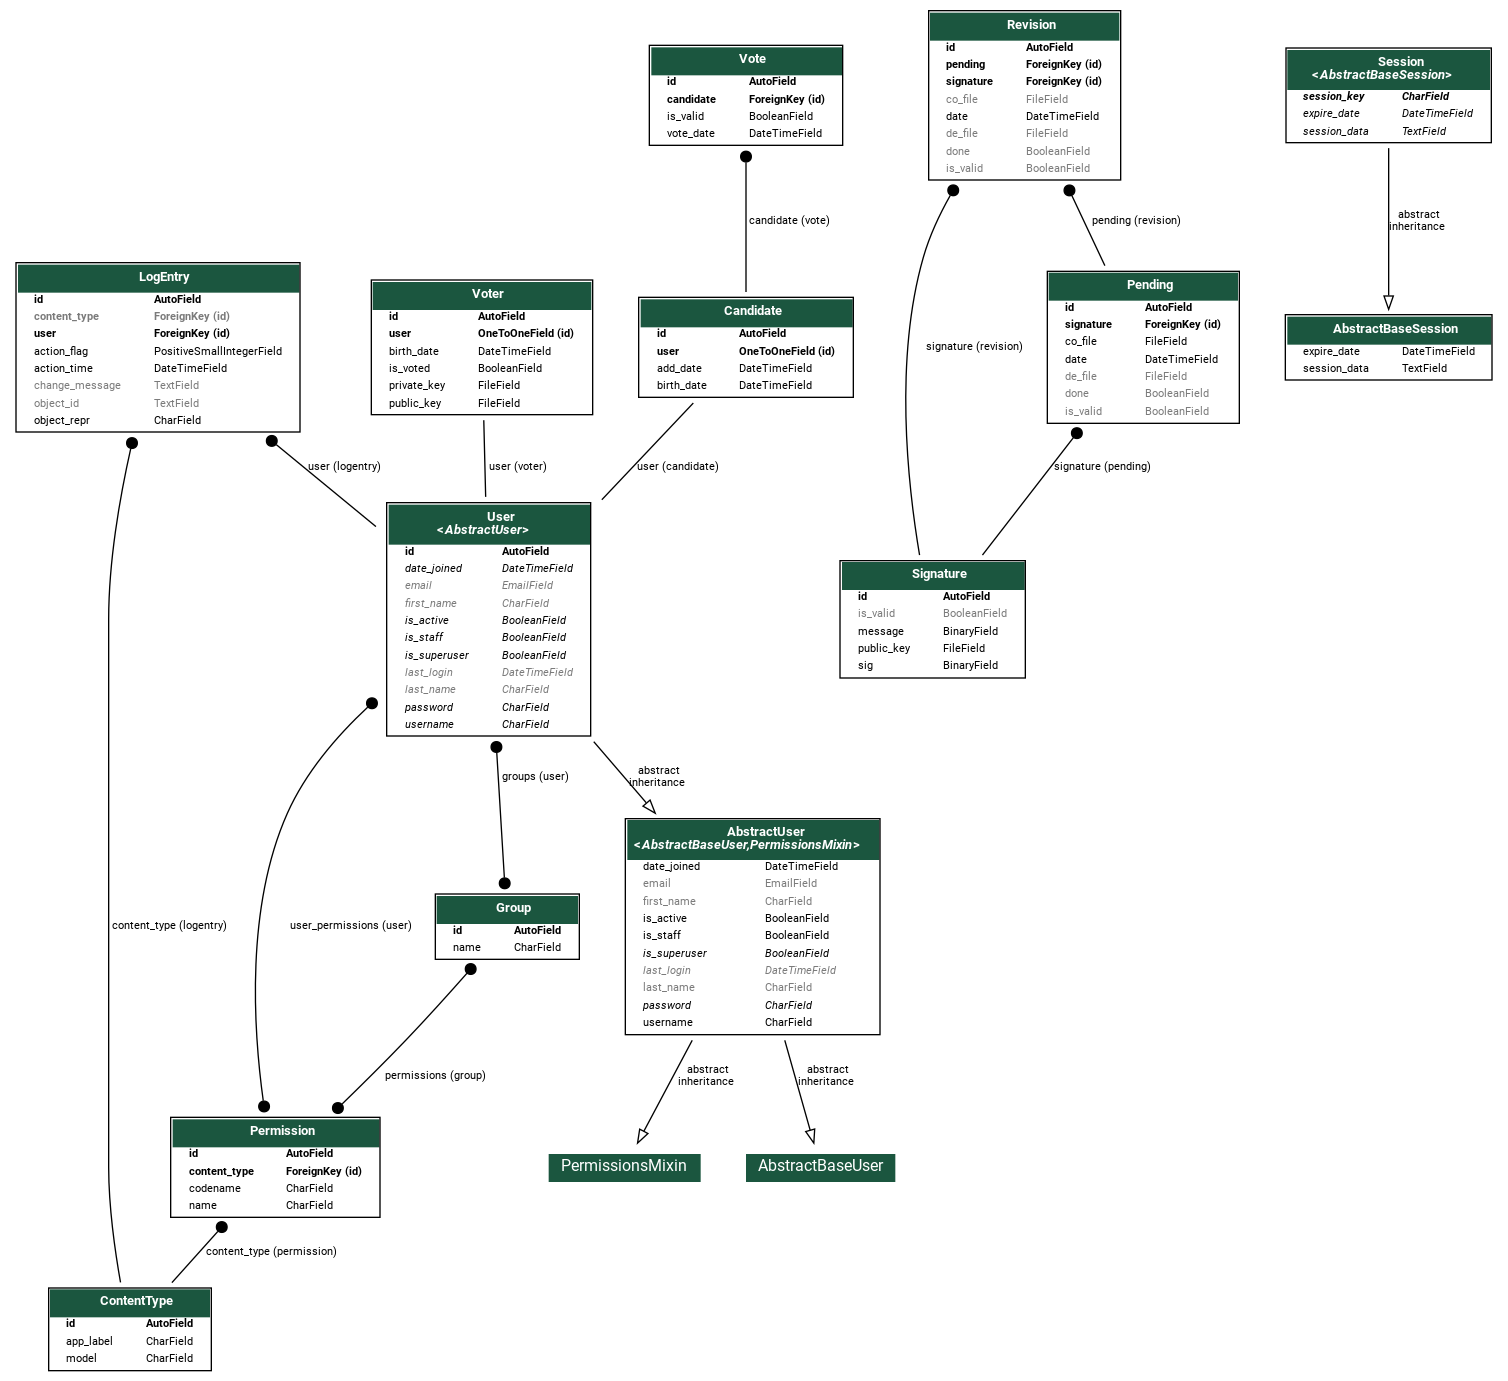 Revision
id AutoField
pending ForeignKey (id)
signature ForeignKey (id)
co_file FileField
date DateTimeField
de_file FileField
done BooleanField
is_valid BooleanField
Vote
id AutoField
candidate ForeignKey (id)
is_valid BooleanField
vote_date DateTimeField
Session
<AbstractBaseSession>
session_key CharField
expire_date DateTimeField
session_data TextField
candidate (vote)
pending (revision)
abstract
inheritance
LogEntry
id AutoField
content_type ForeignKey (id)
user ForeignKey (id)
action_flag PositiveSmallIntegerField
action_time DateTimeField
change_message TextField
object_id TextField
object_repr CharField
Voter
id AutoField
user OneToOneField (id)
birth_date DateTimeField
is_voted BooleanField
private_key FileField
public_key FileField
Candidate
id AutoField
user OneToOneField (id)
add_date DateTimeField
birth_date DateTimeField
signature (revision)
Pending
id AutoField
signature ForeignKey (id)
co_file FileField
date DateTimeField
de_file FileField
done BooleanField
is_valid BooleanField
AbstractBaseSession
expire_date DateTimeField
session_data TextField
user (logentry)
user (voter)
user (candidate)
signature (pending)
User
<AbstractUser>
id AutoField
date_joined DateTimeField
email EmailField
first_name CharField
is_active BooleanField
is_staff BooleanField
is_superuser BooleanField
last_login DateTimeField
last_name CharField
password CharField
username CharField
Signature
id AutoField
is_valid BooleanField
message BinaryField
public_key FileField
sig BinaryField
groups (user)
abstract
inheritance
AbstractUser
<AbstractBaseUser,PermissionsMixin>
date_joined DateTimeField
email EmailField
first_name CharField
is_active BooleanField
is_staff BooleanField
is_superuser BooleanField
last_login DateTimeField
last_name CharField
password CharField
username CharField
content_type (logentry)
user_permissions (user)
Group
id AutoField
name CharField
permissions (group)
abstract
inheritance
abstract
inheritance
Permission
id AutoField
content_type ForeignKey (id)
codename CharField
name CharField
PermissionsMixin
AbstractBaseUser
content_type (permission)
ContentType
id AutoField
app_label CharField
model CharField